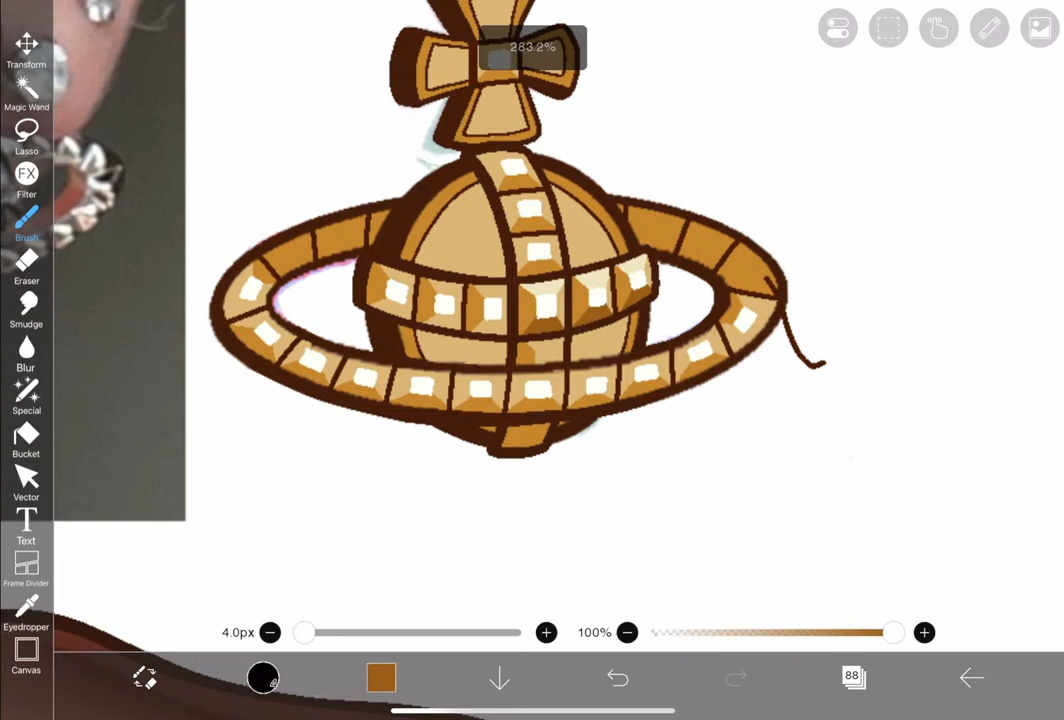 283.2%
Transform
Magic Wand
Lasso
FX
Filter
Brush
Eraser
Smudge
Blur
Special
Bucket
Vector
T
Text
Frame Divider
Eyedropper
Canvas
4.0px
100%
88